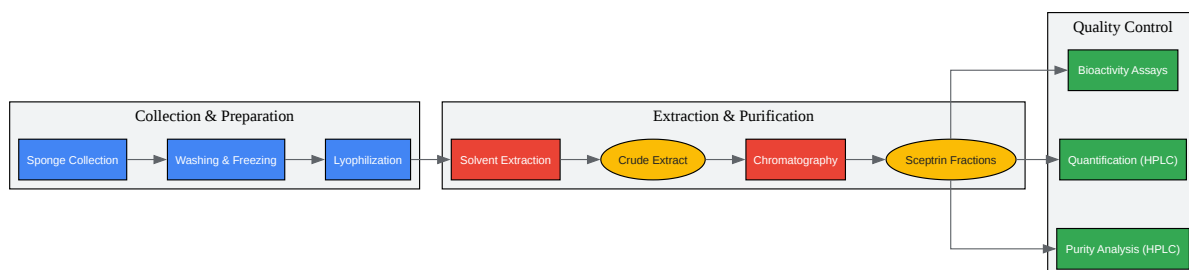 Collection & Preparation
Sponge Collection
Washing & Freezing
Lyophilization
Extraction & Purification
Solvent Extraction
Crude Extract
Chromatography
Sceptrin Fractions
Quality Control
Bioactivity Assays
Quantification (HPLC)
Purity Analysis (HPLC)